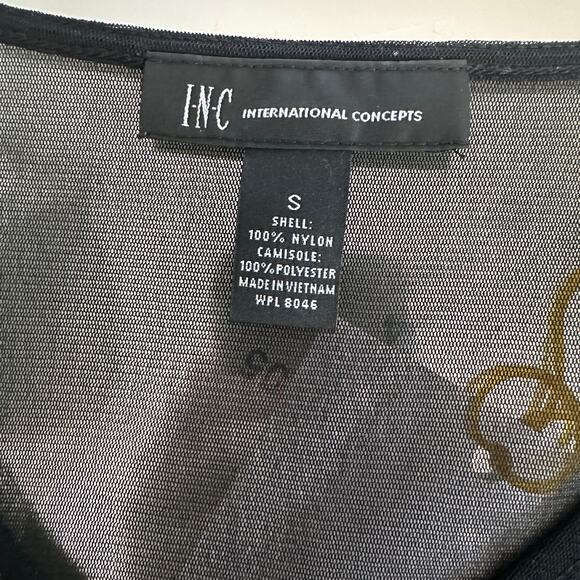 I·N·C INTERNATIONAL CONCEPTS
S
SHELL:
100% NYLON
CAMISOLE:
100% POLYESTER
MADE IN VIETNAM
WPL 8046